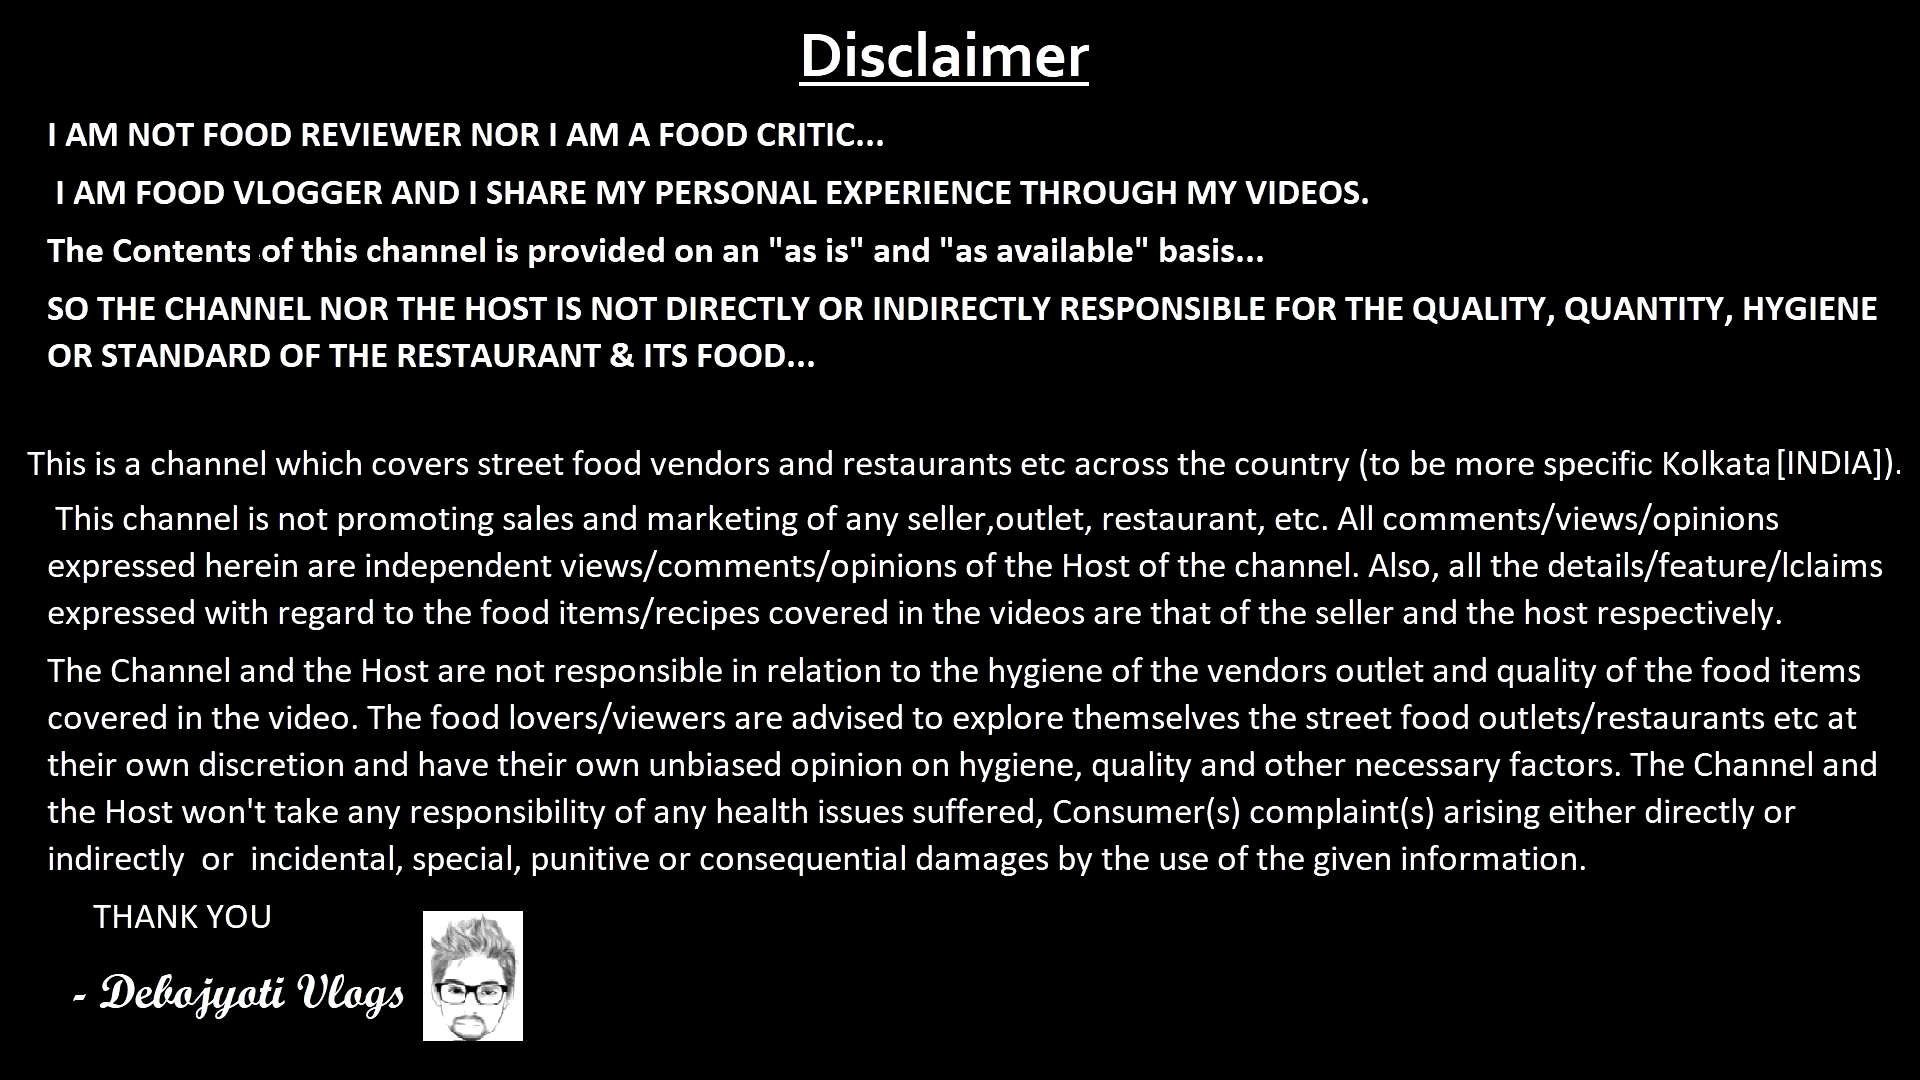 Disclaimer
I AM NOT FOOD REVIEWER NOR I AM A FOOD CRITIC...
I AM FOOD VLOGGER AND I SHARE MY PERSONAL EXPERIENCE THROUGH MY VIDEOS.
The Contents of this channel is provided on an "as is" and "as available" basis...
SO THE CHANNEL NOR THE HOST IS NOT DIRECTLY OR INDIRECTLY RESPONSIBLE FOR THE QUALITY, QUANTITY, HYGIENE
OR STANDARD OF THE RESTAURANT & ITS FOOD...
This is a channel which covers street food vendors and restaurants etc across the country (to be more specific Kolkata [INDIA]).
This channel is not promoting sales and marketing of any seller,outlet, restaurant, etc. All comments/views/opinions
expressed herein are independent views/comments/opinions of the Host of the channel. Also, all the details/feature/lclaims
expressed with regard to the food items/recipes covered in the videos are that of the seller and the host respectively.
The Channel and the Host are not responsible in relation to the hygiene of the vendors outlet and quality of the food items
covered in the video. The food lovers/viewers are advised to explore themselves the street food outlets/restaurants etc at
their own discretion and have their own unbiased opinion on hygiene, quality and other necessary factors. The Channel and
the Host won't take any responsibility of any health issues suffered, Consumer(s) complaint(s) arising either directly or
indirectly or incidental, special, punitive or consequential damages by the use of the given information.
THANK YOU
- Debojyoti Vlogs